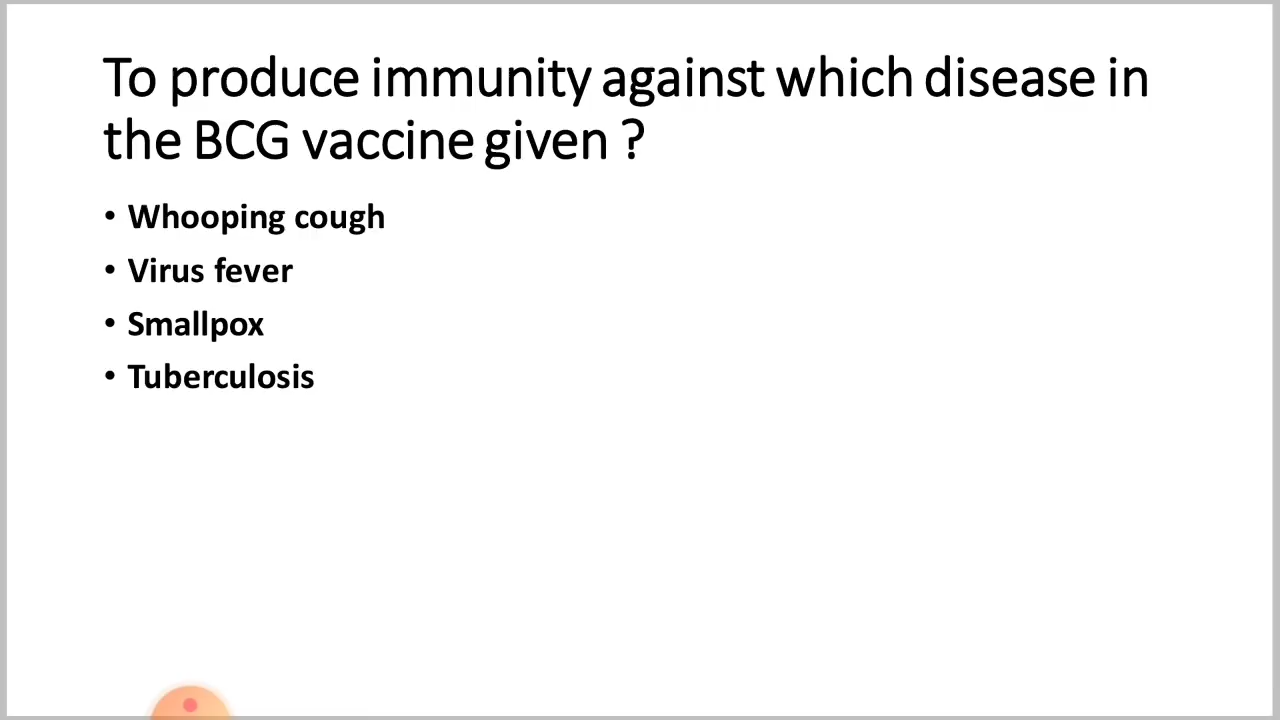 To produce immunity against which disease in
the BCG vaccine given ?
• Whooping cough
• Virus fever
• Smallpox
• Tuberculosis